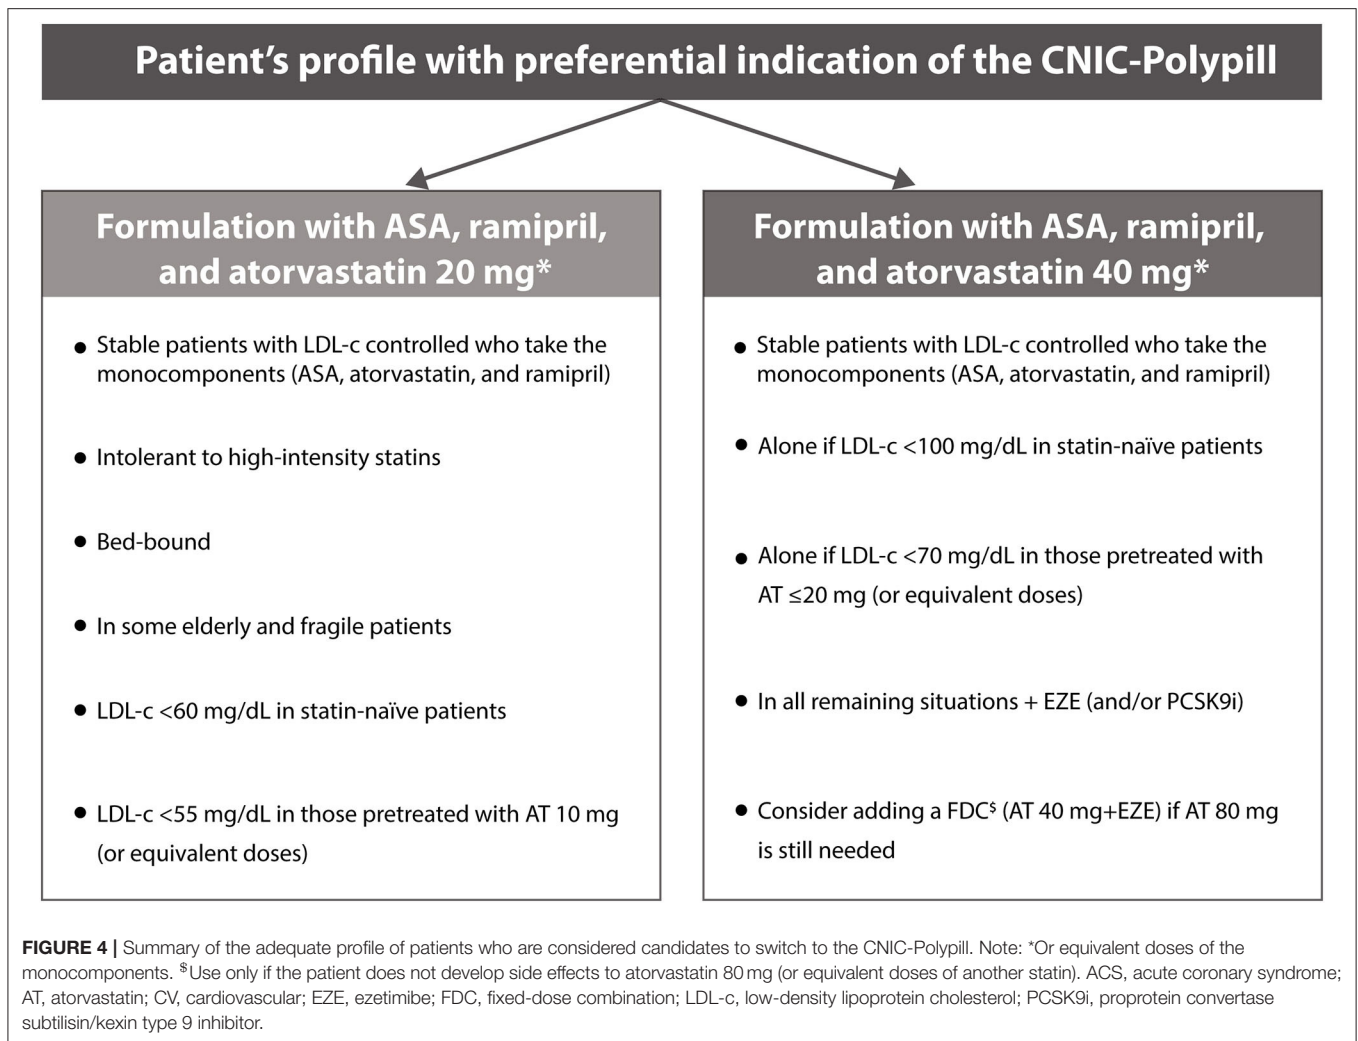 Patient's profile with preferential indication of the CNIC-Polypill
Formulation with ASA, ramipril,
and atorvastatin 20 mg*
• Stable patients with LDL-c controlled who take the
monocomponents (ASA, atorvastatin, and ramipril)
• Intolerant to high-intensity statins
• Bed-bound
• In some elderly and fragile patients
• LDL-c <60 mg/dL in statin-naïve patients
• LDL-c <55 mg/dL in those pretreated with AT 10 mg
(or equivalent doses)
Formulation with ASA, ramipril,
and atorvastatin 40 mg*
• Stable patients with LDL-c controlled who take the
monocomponents (ASA, atorvastatin, and ramipril)
• Alone if LDL-c <100 mg/dL in statin-naïve patients
• Alone if LDL-c <70 mg/dL in those pretreated with
AT ≤20 mg (or equivalent doses)
• In all remaining situations + EZE (and/or PCSK9i)
• Consider adding a FDC$ (AT 40 mg+EZE) if AT 80 mg
is still needed
FIGURE 4 | Summary of the adequate profile of patients who are considered candidates to switch to the CNIC-Polypill. Note: *Or equivalent doses of the
monocomponents. $Use only if the patient does not develop side effects to atorvastatin 80 mg (or equivalent doses of another statin). ACS, acute coronary syndrome;
AT, atorvastatin; CV, cardiovascular; EZE, ezetimibe; FDC, fixed-dose combination; LDL-c, low-density lipoprotein cholesterol; PCSK9i, proprotein convertase
subtilisin/kexin type 9 inhibitor.